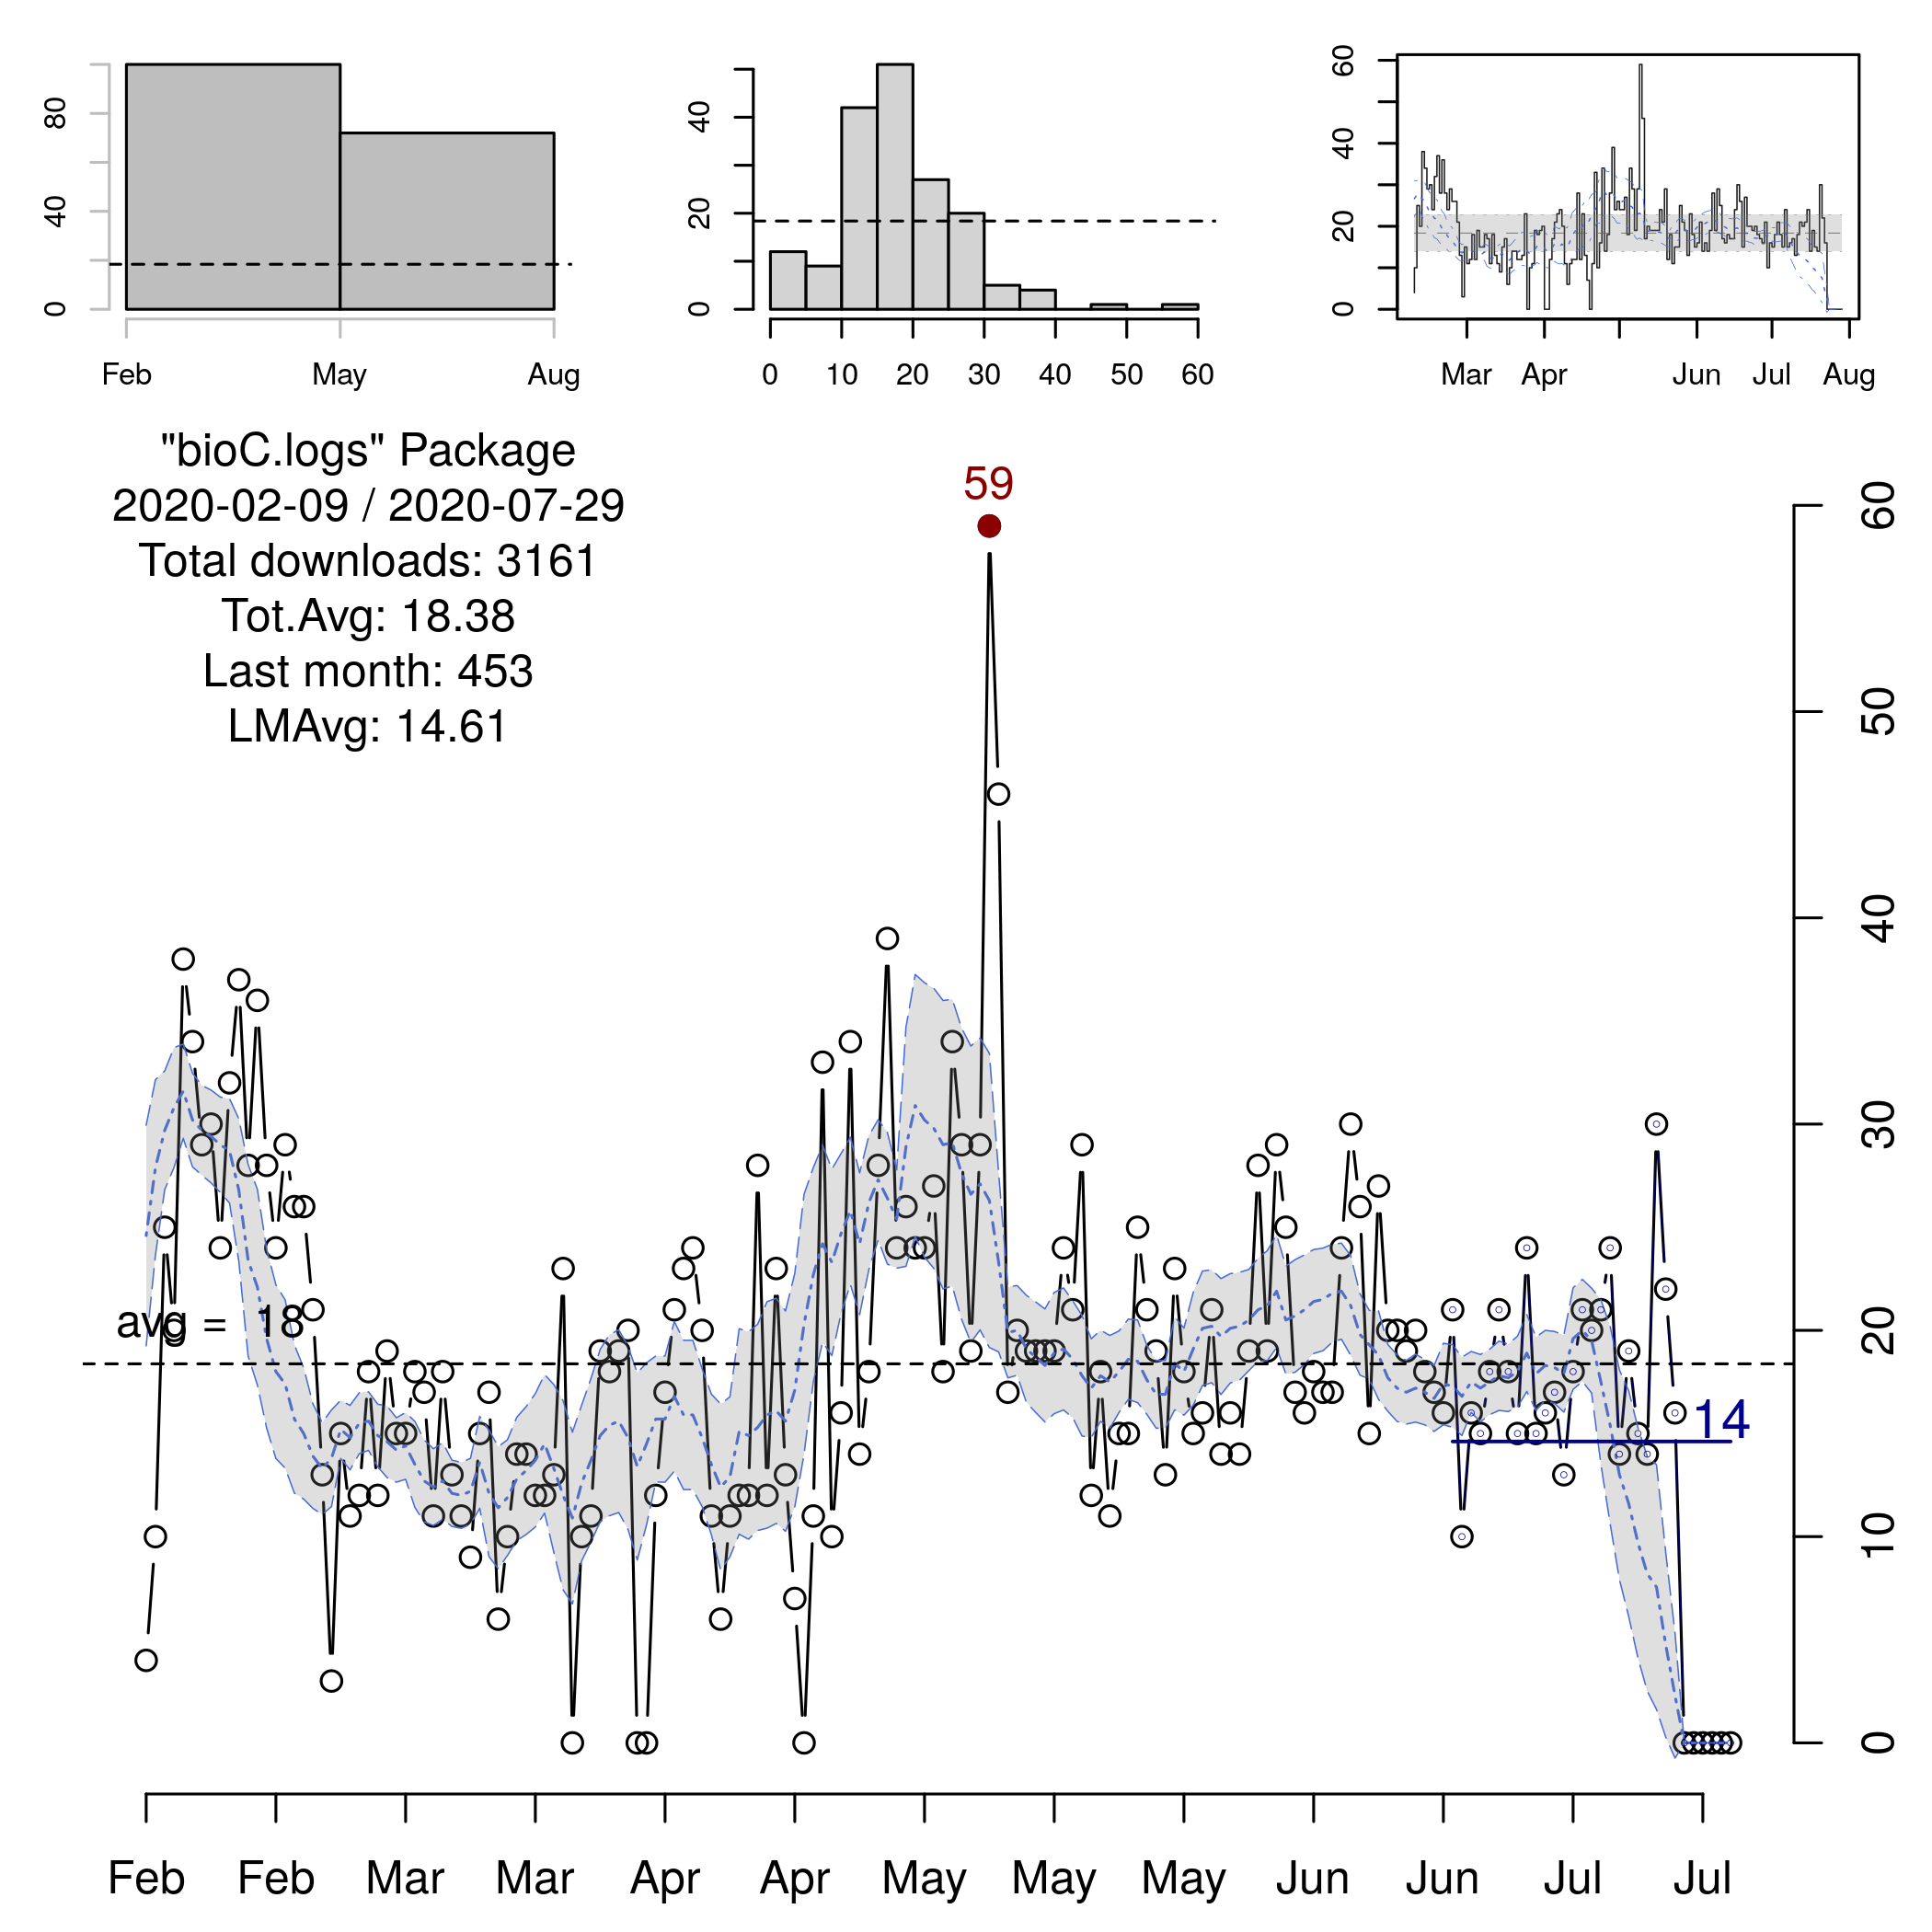 80
40
0
Feb May Aug
40
20
0
0 10 20 30 40 50 60
60
40
20
0
Mar Apr Jun Jul Aug
"bioC.logs" Package
2020-02-09 / 2020-07-29
Total downloads: 3161
Tot.Avg: 18.38
Last month: 453
LMAvg: 14.61
59
avg = 18
14
60
50
40
30
20
10
0
Feb Feb Mar Mar Apr Apr May May May Jun Jun Jul Jul